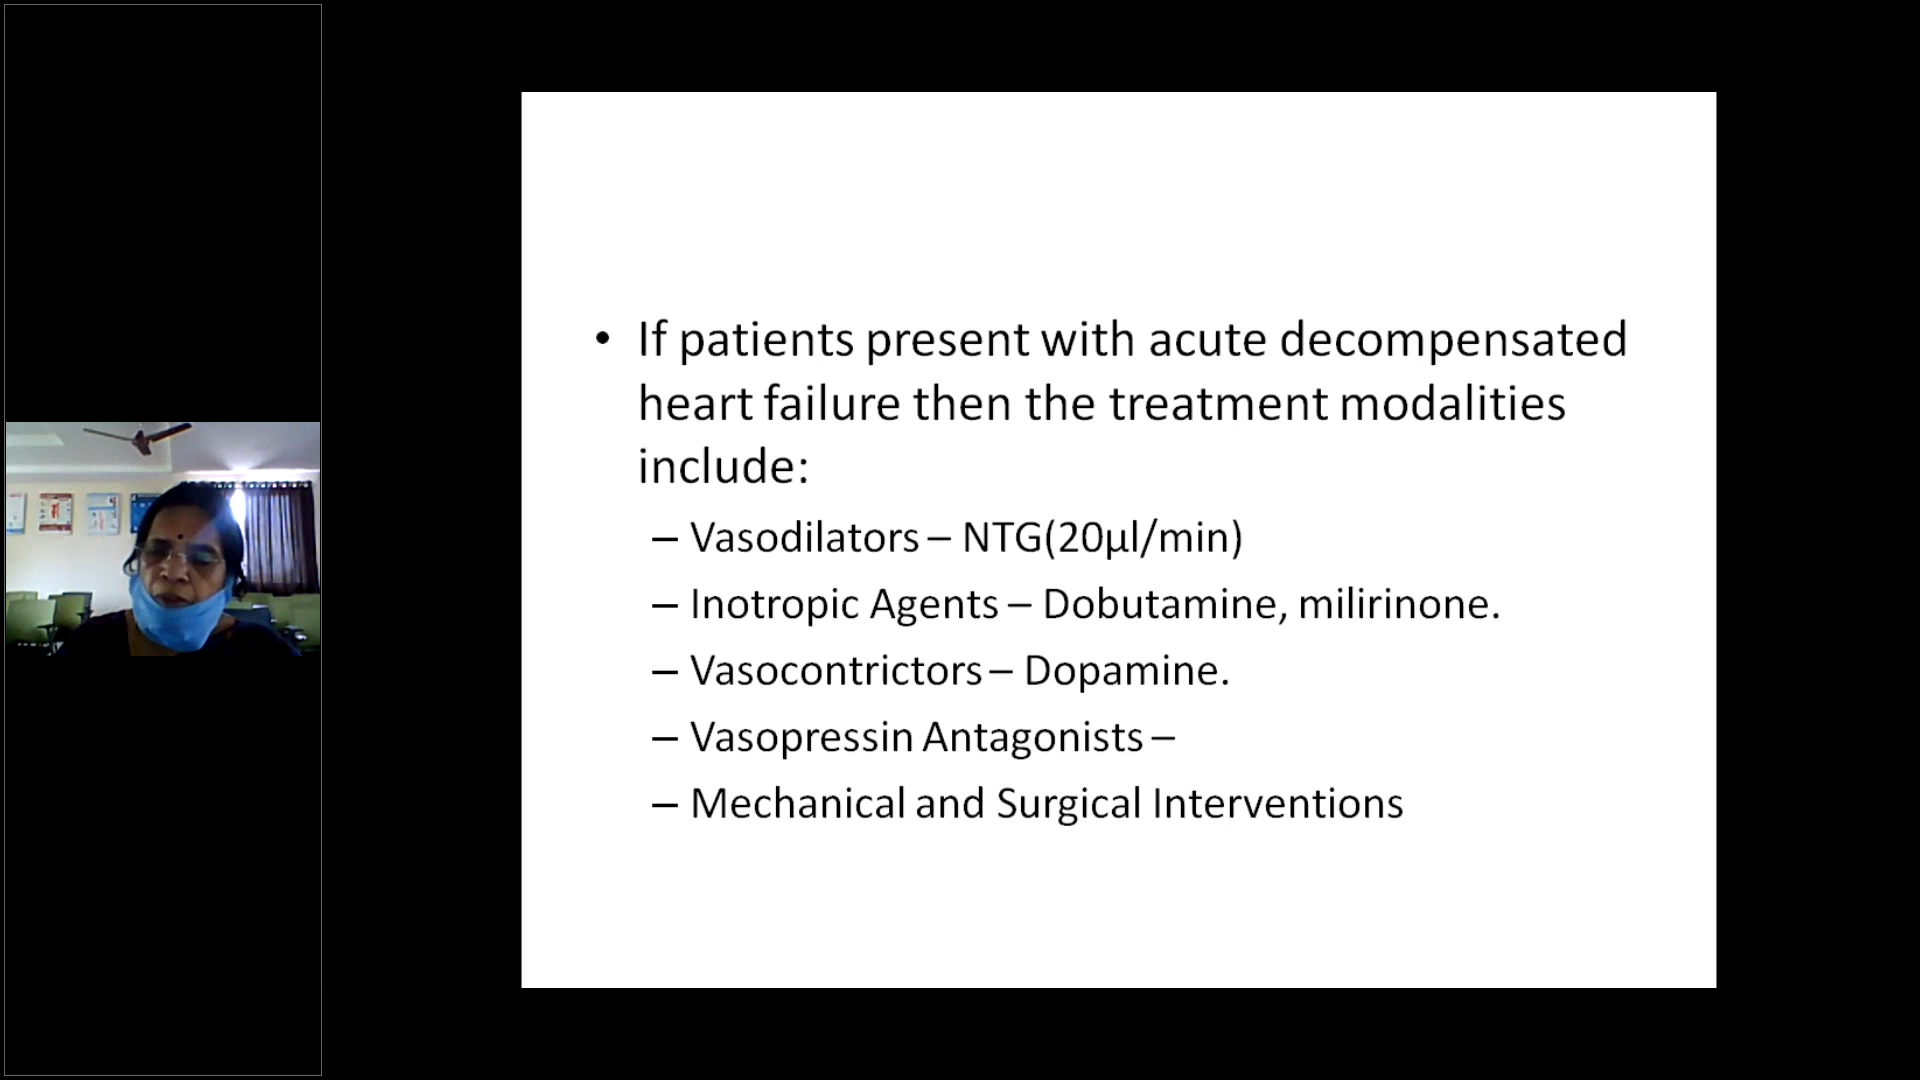 • If patients present with acute decompensated
heart failure then the treatment modalities
include:
– Vasodilators – NTG(20µl/min)
– Inotropic Agents – Dobutamine, milirinone.
– Vasocontrictors – Dopamine.
– Vasopressin Antagonists –
– Mechanical and Surgical Interventions